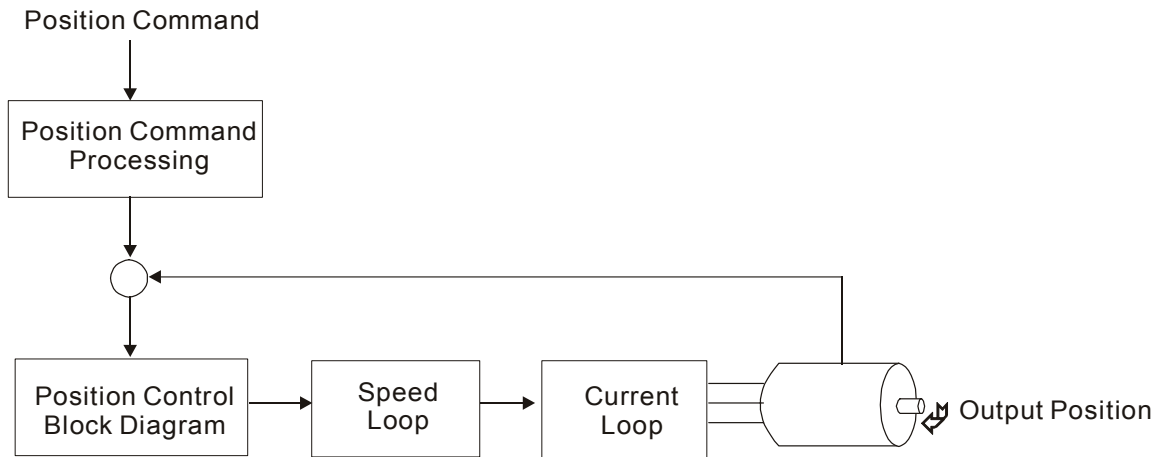 Position Command
Position Command
Processing
Position Control
Block Diagram
Speed
Loop
Current
Loop
Output Position